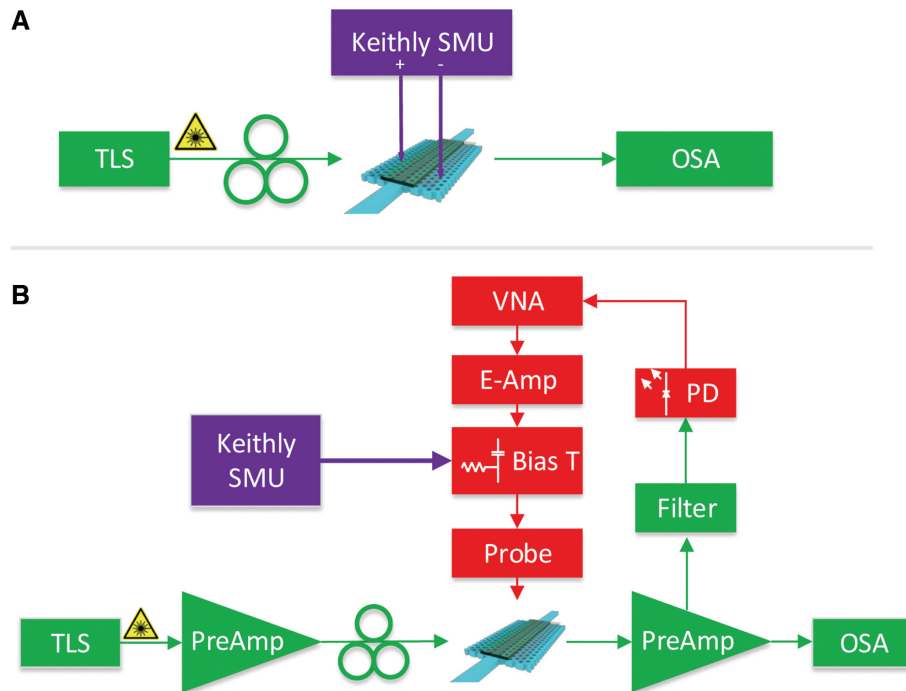 A
Keithly SMU
+ -
TLS
OSA
B
VNA
E-Amp
PD
Keithly
SMU
Bias T
Filter
Probe
TLS
PreAmp
PreAmp
OSA